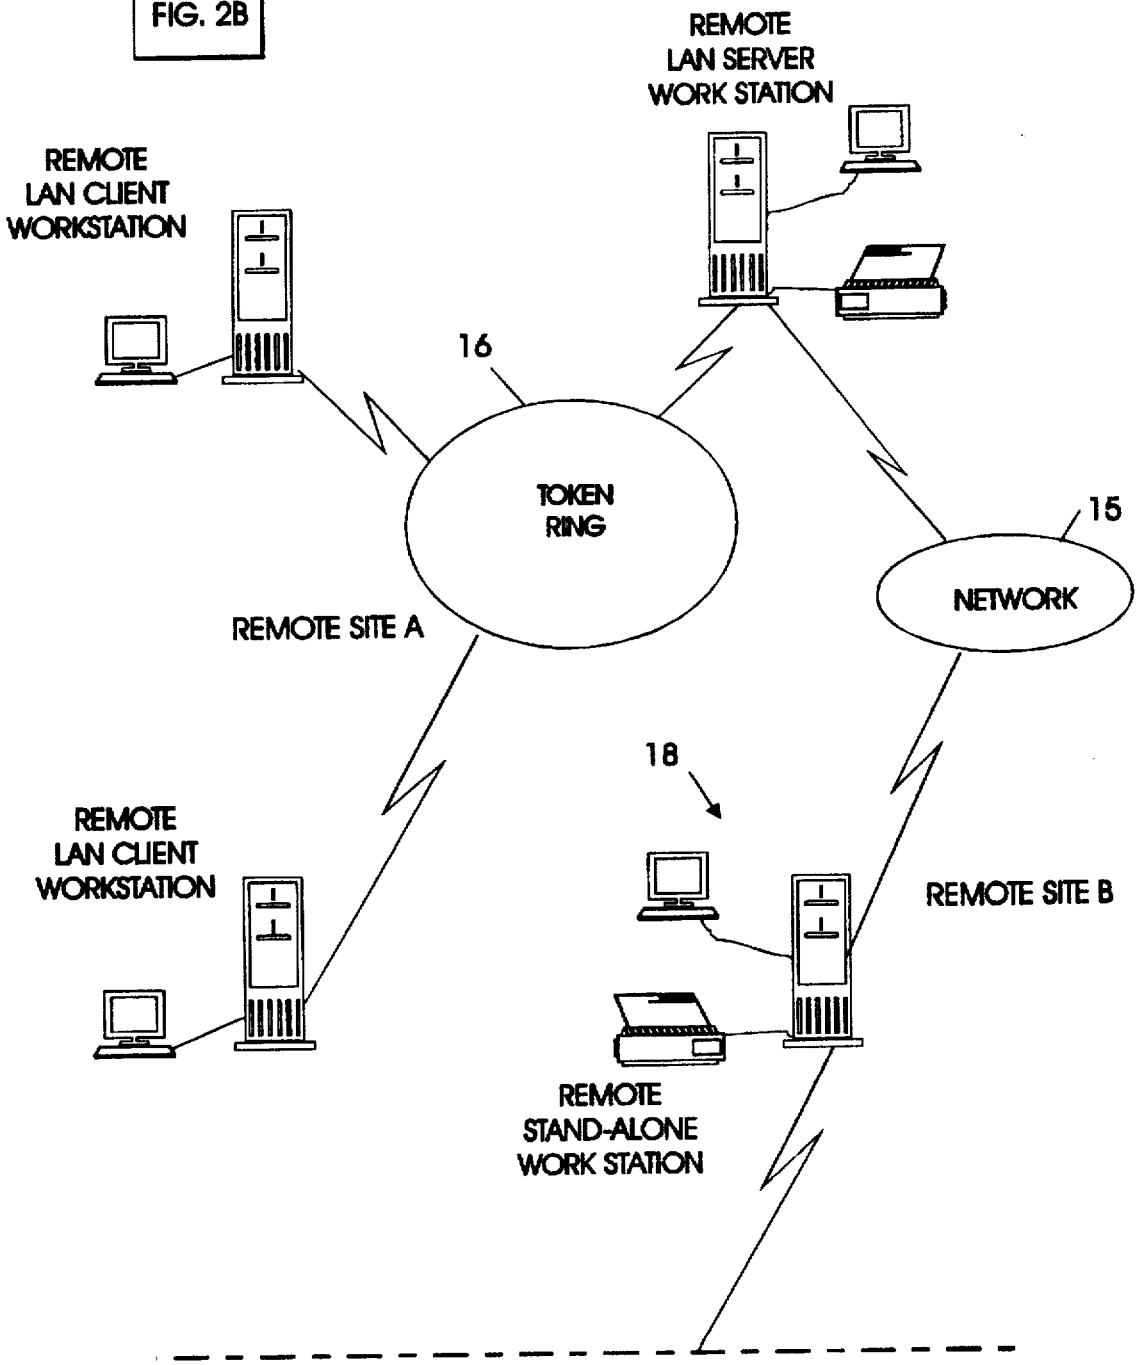 FIG. 2B
REMOTE
LAN SERVER
WORK STATION
REMOTE
LAN CLIENT
WORKSTATION
16
TOKEN
RING
15
NETWORK
REMOTE SITE A
18
REMOTE
LAN CLIENT
WORKSTATION
REMOTE SITE B
REMOTE
STAND-ALONE
WORK STATION